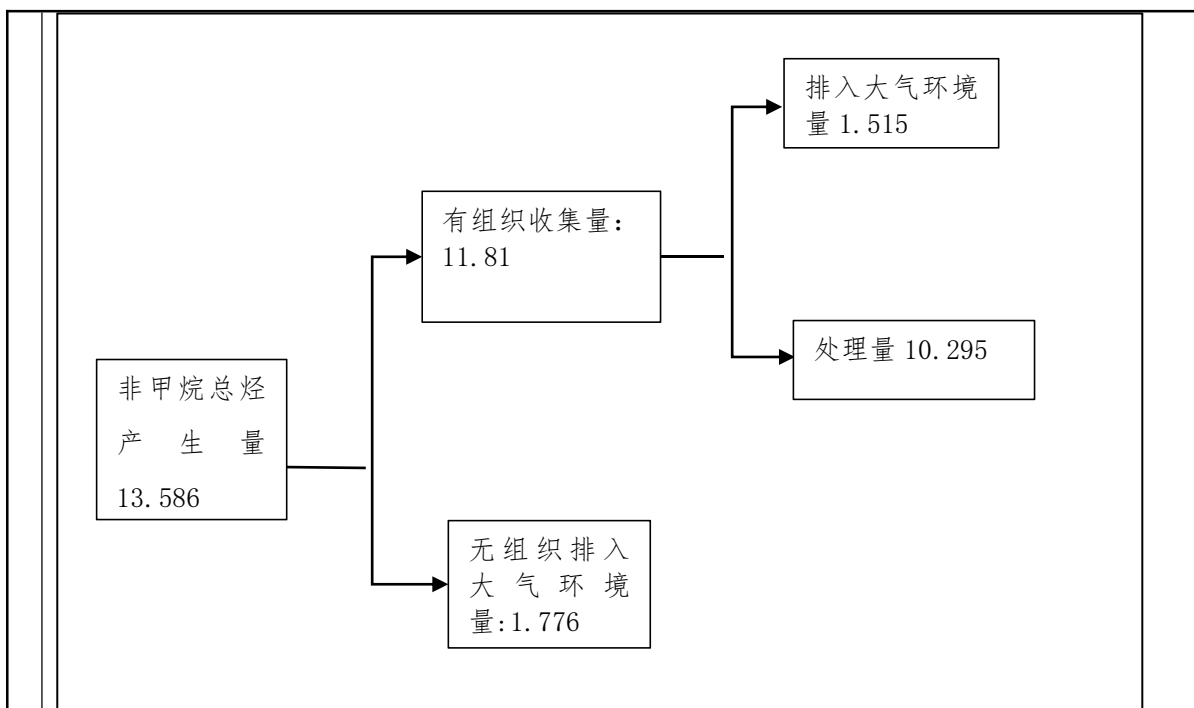 排入大气环境
量 1.515
有组织收集量：
11.81
处理量 10.295
非甲烷总烃
产生量
13.586
无组织排入
大气环境
量:1.776